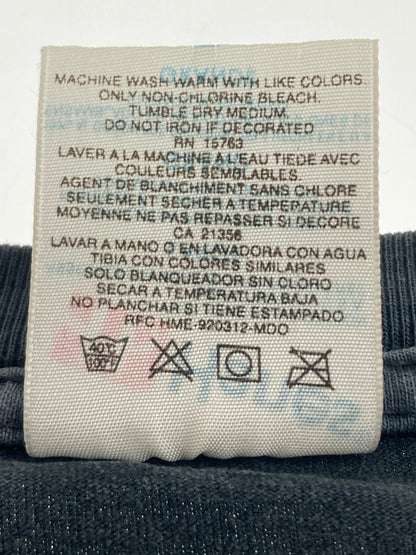 MACHINE WASH WARM WITH LIKE COLORS
ONLY NON-CHLORINE BLEACH.
TUMBLE DRY MEDIUM.
DO NOT IRON IF DECORATED
RN 15763
LAVER A LA MACHINE A L'EAU TIEDE AVEC
COULEURS SEMBLABLES.
AGENT DE BLANCHIMENT SANS CHLORE
SEULEMENT SECHER A TEMPERATURE
MOYENNE NE PAS REPASSER SI DECORE
CA 21356
LAVAR A MANO O EN LAVADORA CON AGUA
TIBIA CON COLORES SIMILARES
SOLO BLANQUEADOR SIN CLORO
SECAR A TEMPERATURA BAJA
NO PLANCHAR SI TIENE ESTAMPADO
RFC HME-920312-MDO